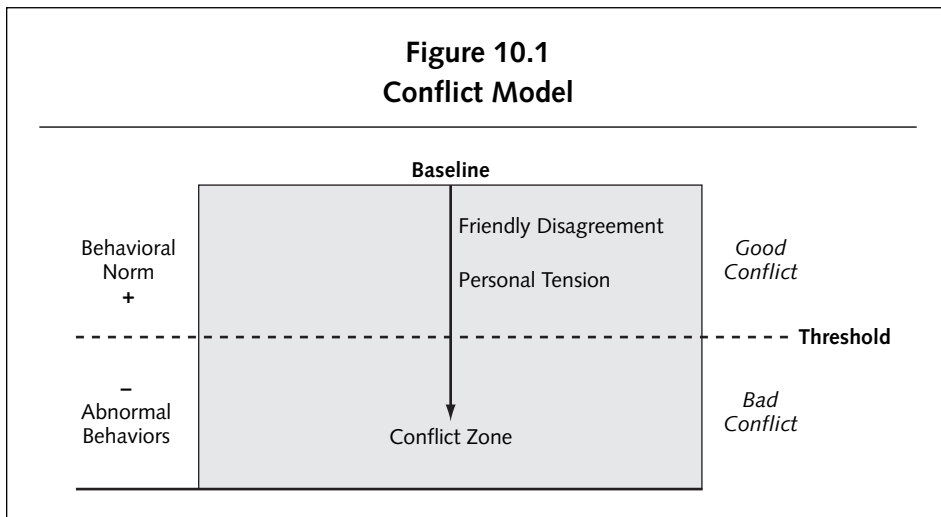 Figure 10.1
Conflict Model
Baseline
Friendly Disagreement
Behavioral
Norm
+
Good
Conflict
Personal Tension
Threshold
–
Abnormal
Behaviors
Bad
Conflict
Conflict Zone